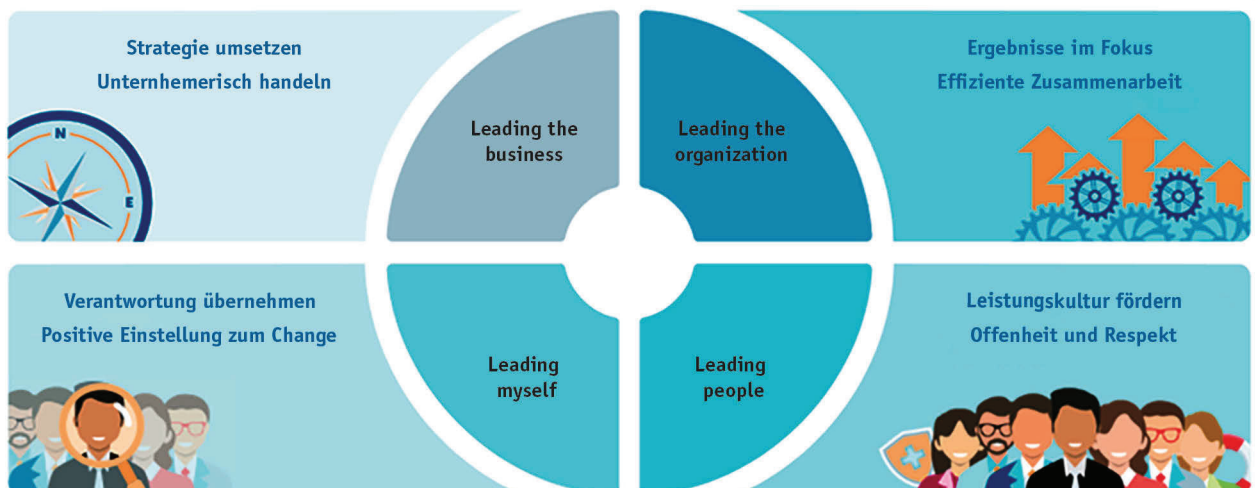 Strategie umsetzen
Unternhemerisch handeln
N
E
Leading the
business
Leading the
organization
Ergebnisse im Fokus
Effiziente Zusammenarbeit
Verantwortung übernehmen
Positive Einstellung zum Change
Leading
myself
Leading
people
Leistungskultur fördern
Offenheit und Respekt